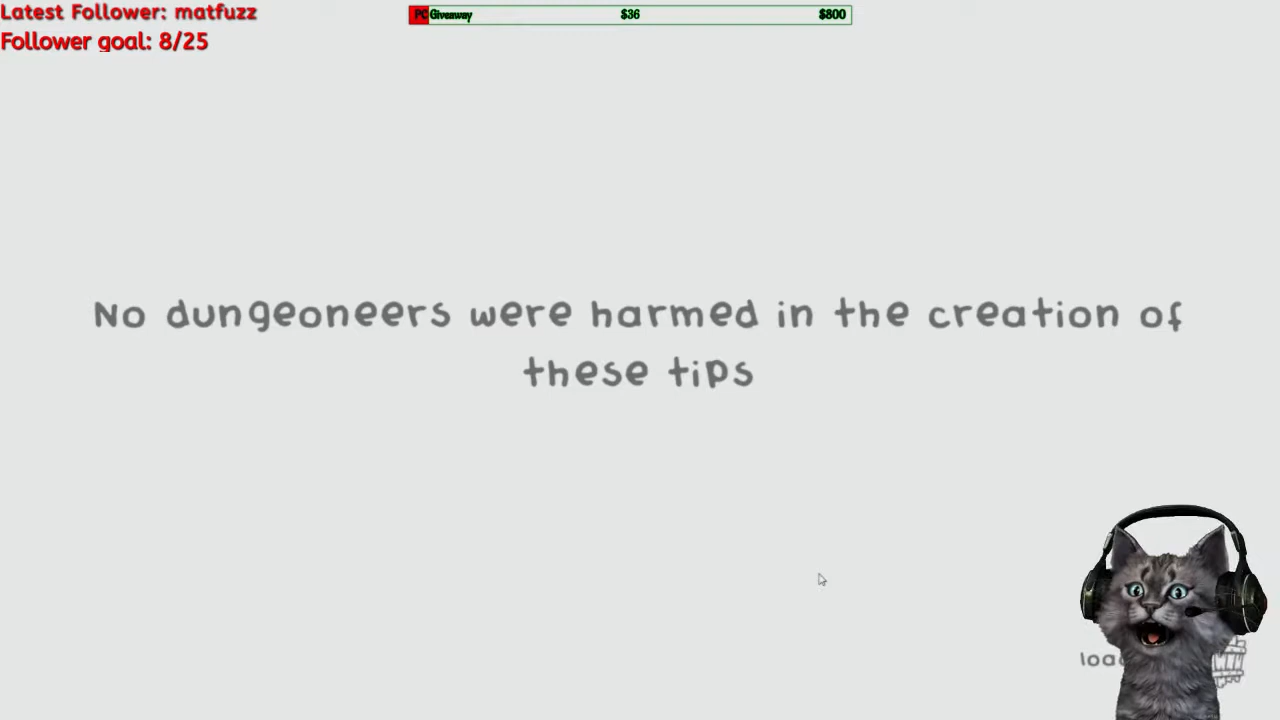 Latest Follower: matfuzz
PC Giveaway $36 $800
Follower goal: 8/25
No dungeoneers were harmed in the creation of
these tips